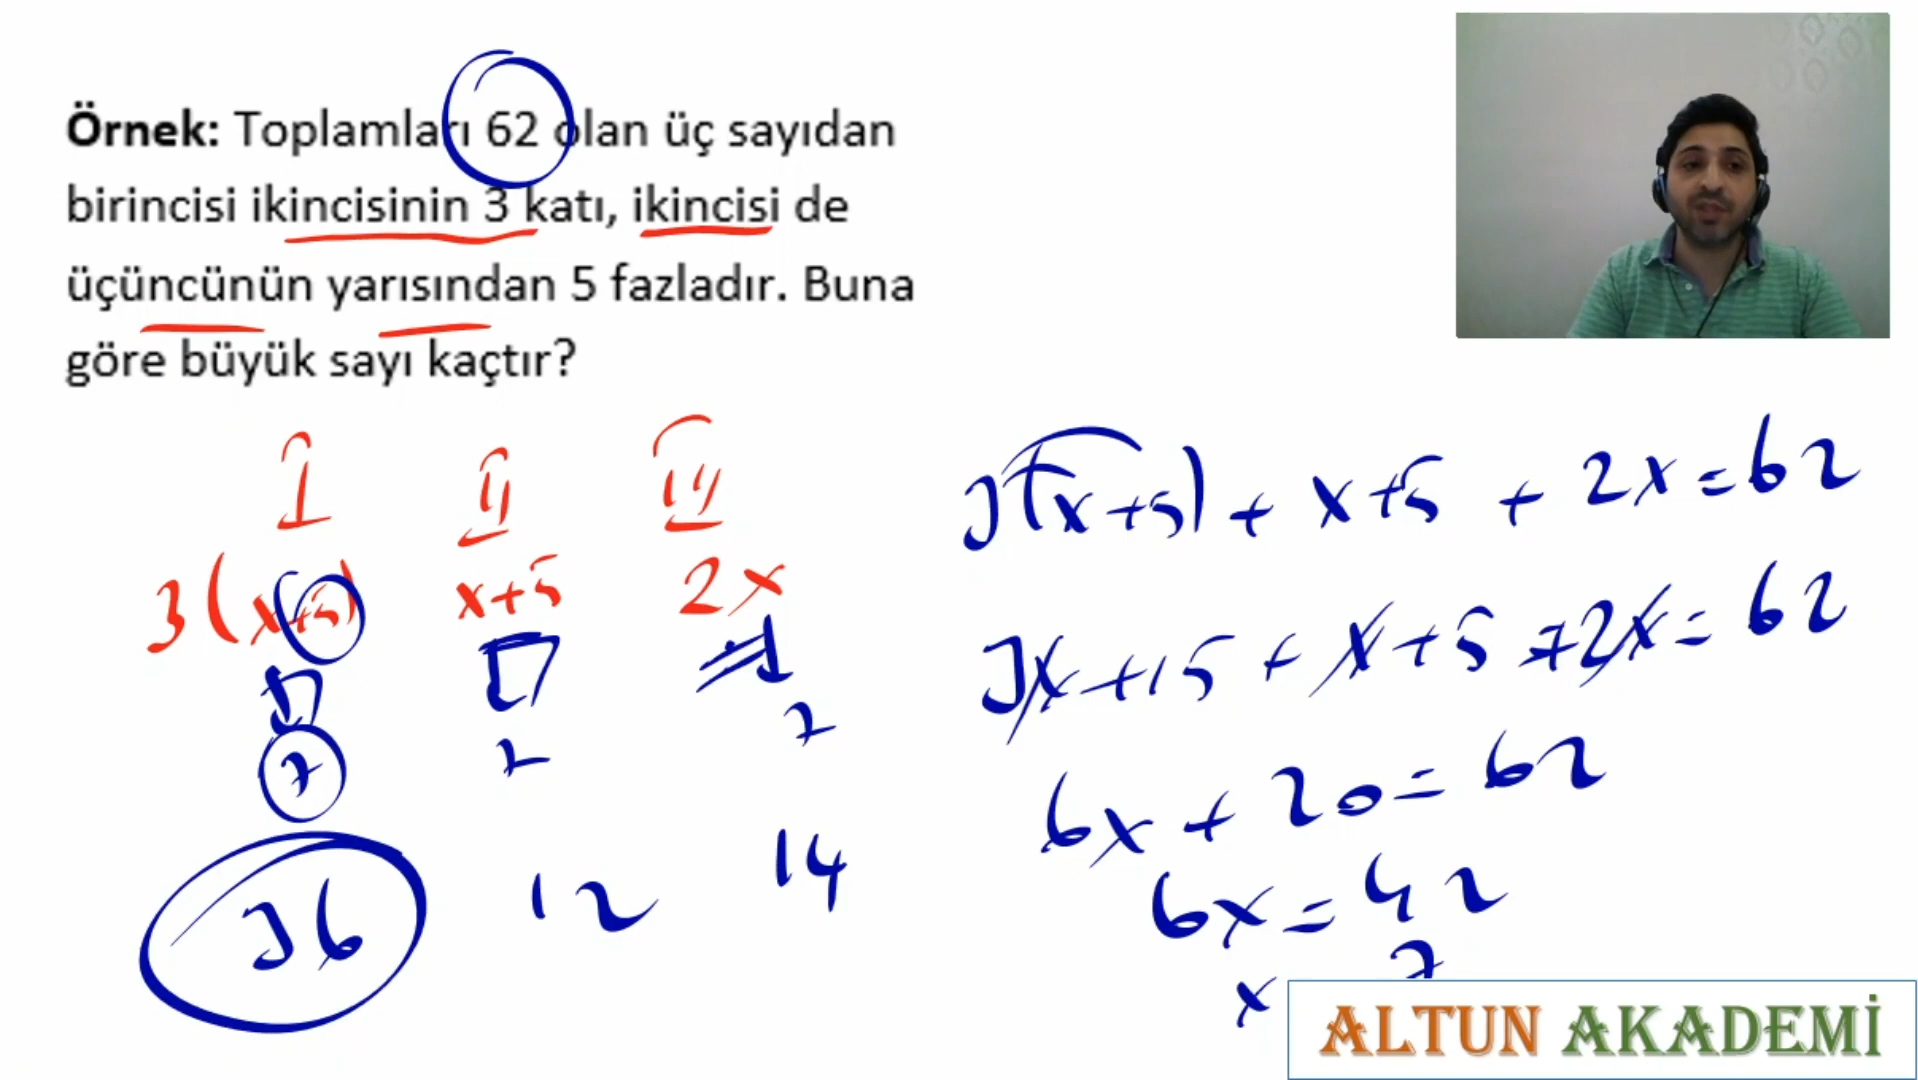 Örnek: Toplamları 62 olan üç sayıdan
birincisi ikincisinin 3 katı, ikincisi de
üçüncünün yarısından 5 fazladır. Buna
göre büyük sayı kaçtır?
I II III
3(x+5) x+5 2x
7 7 7
36 12 14
3(x+5) + x+5 + 2x = 62
3x+15 + x+5 + 2x = 62
6x + 20 = 62
6x = 42
x 7
ALTUN AKADEMİ